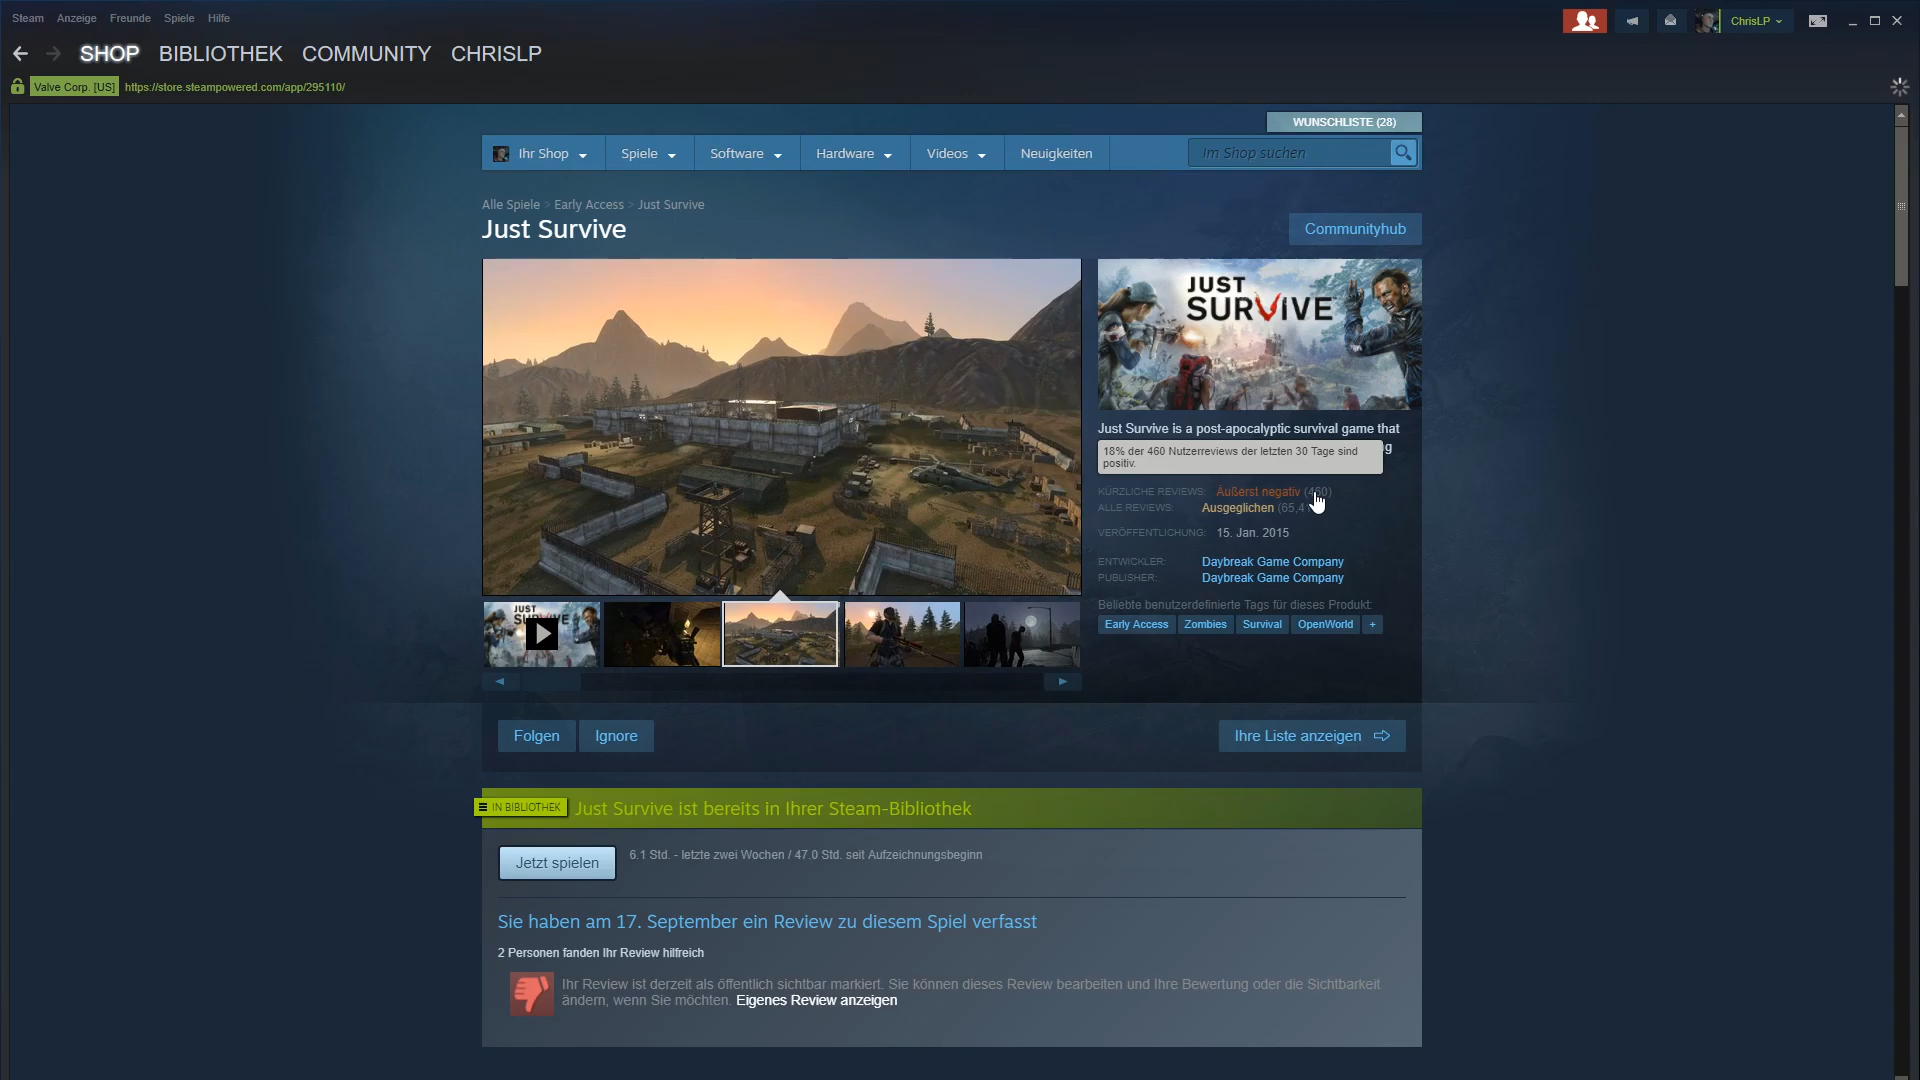 Steam Anzeige Freunde Spiele Hilfe
ChrisLP
SHOP BIBLIOTHEK COMMUNITY CHRISLP
Valve Corp. [US] https://store.steampowered.com/app/295110/
WUNSCHLISTE (28)
Ihr Shop Spiele Software Hardware Videos Neuigkeiten Im Shop suchen
Alle Spiele > Early Access > Just Survive
Just Survive
Communityhub
JUST
SURVIVE
Just Survive is a post-apocalyptic survival game that
18% der 460 Nutzerreviews der letzten 30 Tage sind
positiv.
KÜRZLICHE REVIEWS: Äußerst negativ (460)
ALLE REVIEWS: Ausgeglichen
VERÖFFENTLICHUNG: 15. Jan. 2015
ENTWICKLER: Daybreak Game Company
PUBLISHER: Daybreak Game Company
Beliebte benutzerdefinierte Tags für dieses Produkt:
Early Access Zombies Survival OpenWorld +
JUST
SURVIVE
Folgen Ignore Ihre Liste anzeigen
IN BIBLIOTHEK Just Survive ist bereits in Ihrer Steam-Bibliothek
Jetzt spielen 6.1 Std. - letzte zwei Wochen / 47.0 Std. seit Aufzeichnungsbeginn
Sie haben am 17. September ein Review zu diesem Spiel verfasst
2 Personen fanden Ihr Review hilfreich
Ihr Review ist derzeit als öffentlich sichtbar markiert. Sie können dieses Review bearbeiten und Ihre Bewertung oder die Sichtbarkeit
ändern, wenn Sie möchten. Eigenes Review anzeigen